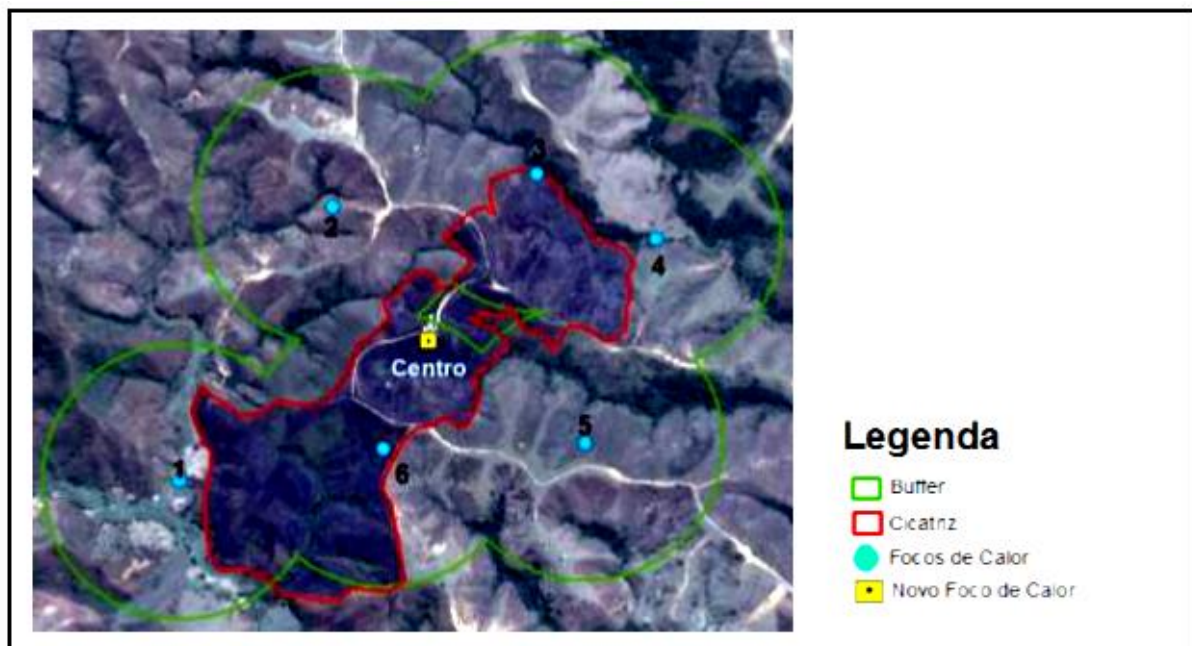 3
2
4
Centro
5
1
6
Legenda
Buffer
Cicatriz
Focos de Calor
Novo Foco de Calor